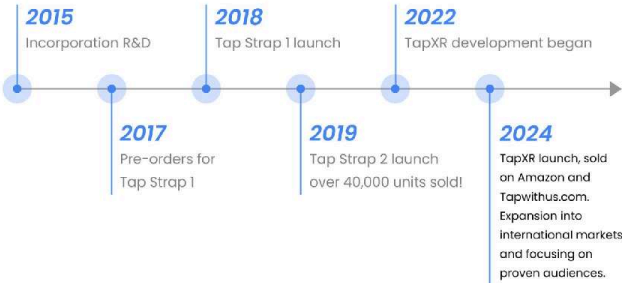 2015
Incorporation R&D
2017
Pre-orders for
Tap Strap 1
2018
Tap Strap 1 launch
2019
Tap Strap 2 launch
over 40,000 units sold!
2022
TapXR development began
2024
TapXR launch, sold
on Amazon and
Tapwithus.com.
Expansion into
international markets
and focusing on
proven audiences.